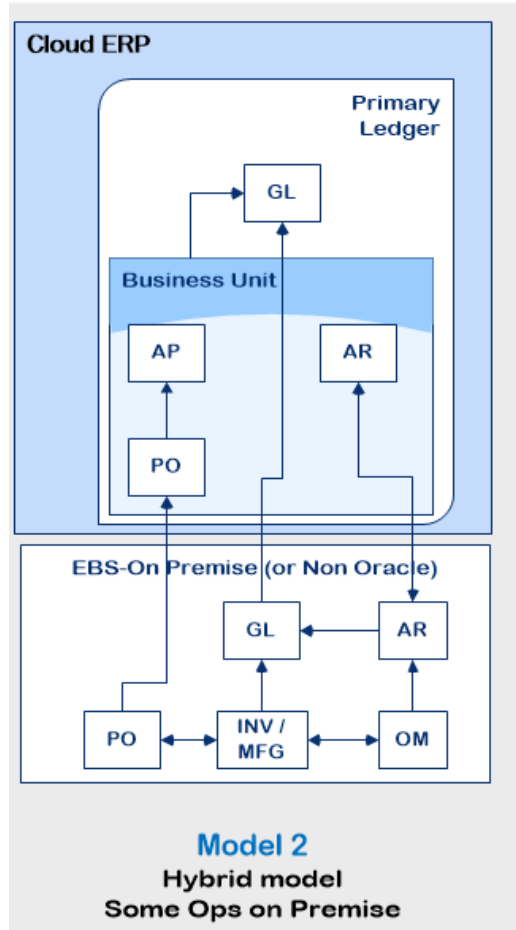 Cloud ERP
Primary
Ledger
GL
Business Unit
AP
AR
PO
EBS-On Premise (or Non Oracle)
GL
AR
PO
INV /
MFG
OM
Model 2
Hybrid model
Some Ops on Premise